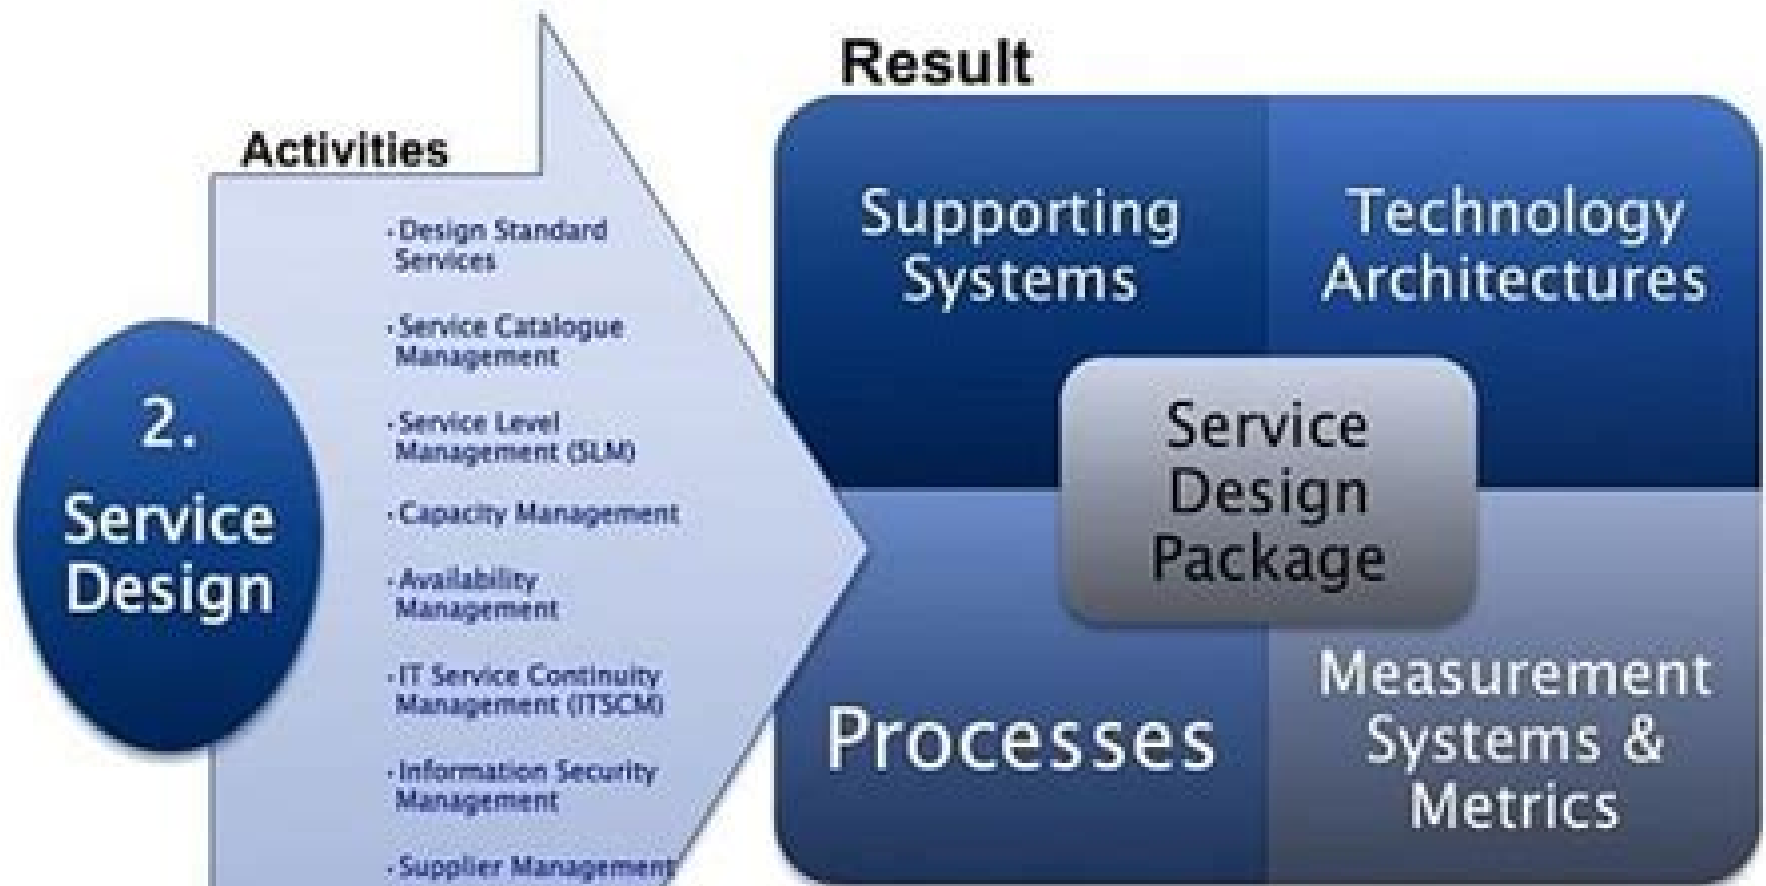 Result
Activities
2.
Service
Design
·Design Standard
Services
·Service Catalogue
Management
·Service Level
Management (SLM)
·Capacity Management
·Availability
Management
·IT Service Continuity
Management (ITSCM)
·Information Security
Management
·Supplier Management
Supporting
Systems
Technology
Architectures
Service
Design
Package
Processes
Measurement
Systems &
Metrics